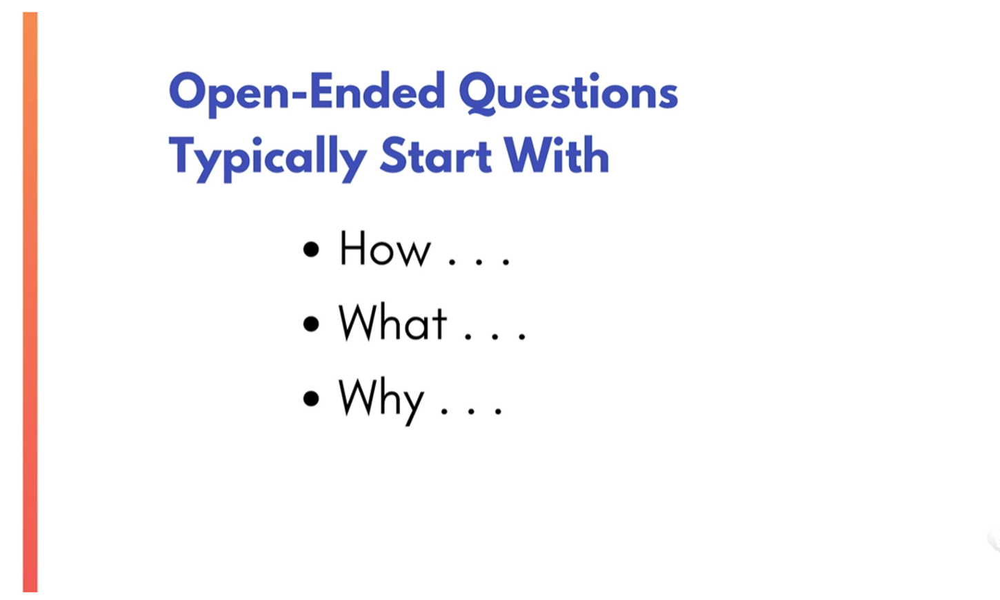 Open-Ended Questions
Typically Start With
• How . . .
• What . . .
• Why . . .